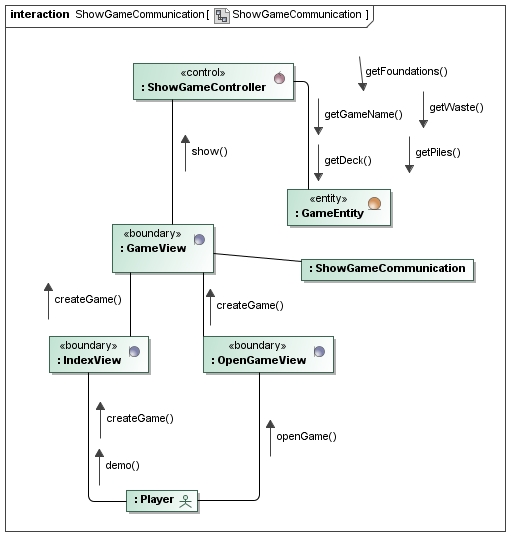 interaction ShowGameCommunication [ ShowGameCommunication ]
«control»
: ShowGameController
getFoundations()
getGameName()
getWaste()
show()
getDeck()
getPiles()
«entity»
: GameEntity
«boundary»
: GameView
: ShowGameCommunication
createGame()
createGame()
«boundary»
: IndexView
«boundary»
: OpenGameView
createGame()
openGame()
demo()
: Player